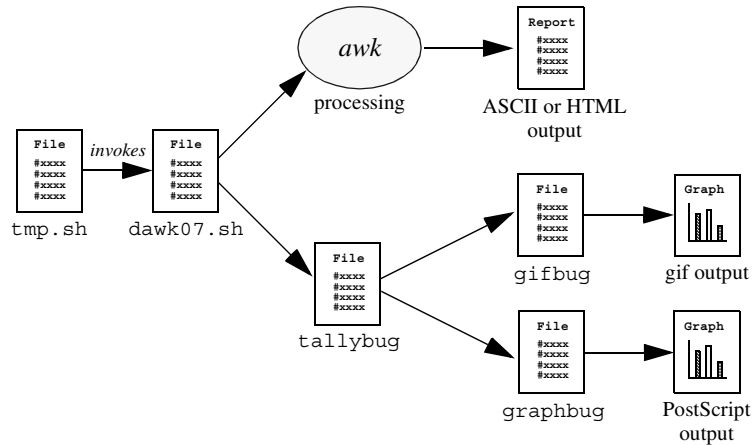 awk
processing
Report
#xxxx
#xxxx
#xxxx
#xxxx
ASCII or HTML
output
File
#xxxx
#xxxx
#xxxx
#xxxx
tmp.sh
invokes
File
#xxxx
#xxxx
#xxxx
#xxxx
dawk07.sh
File
#xxxx
#xxxx
#xxxx
#xxxx
tallybug
File
#xxxx
#xxxx
#xxxx
#xxxx
gifbug
Graph
gif output
File
#xxxx
#xxxx
#xxxx
#xxxx
graphbug
Graph
PostScript
output